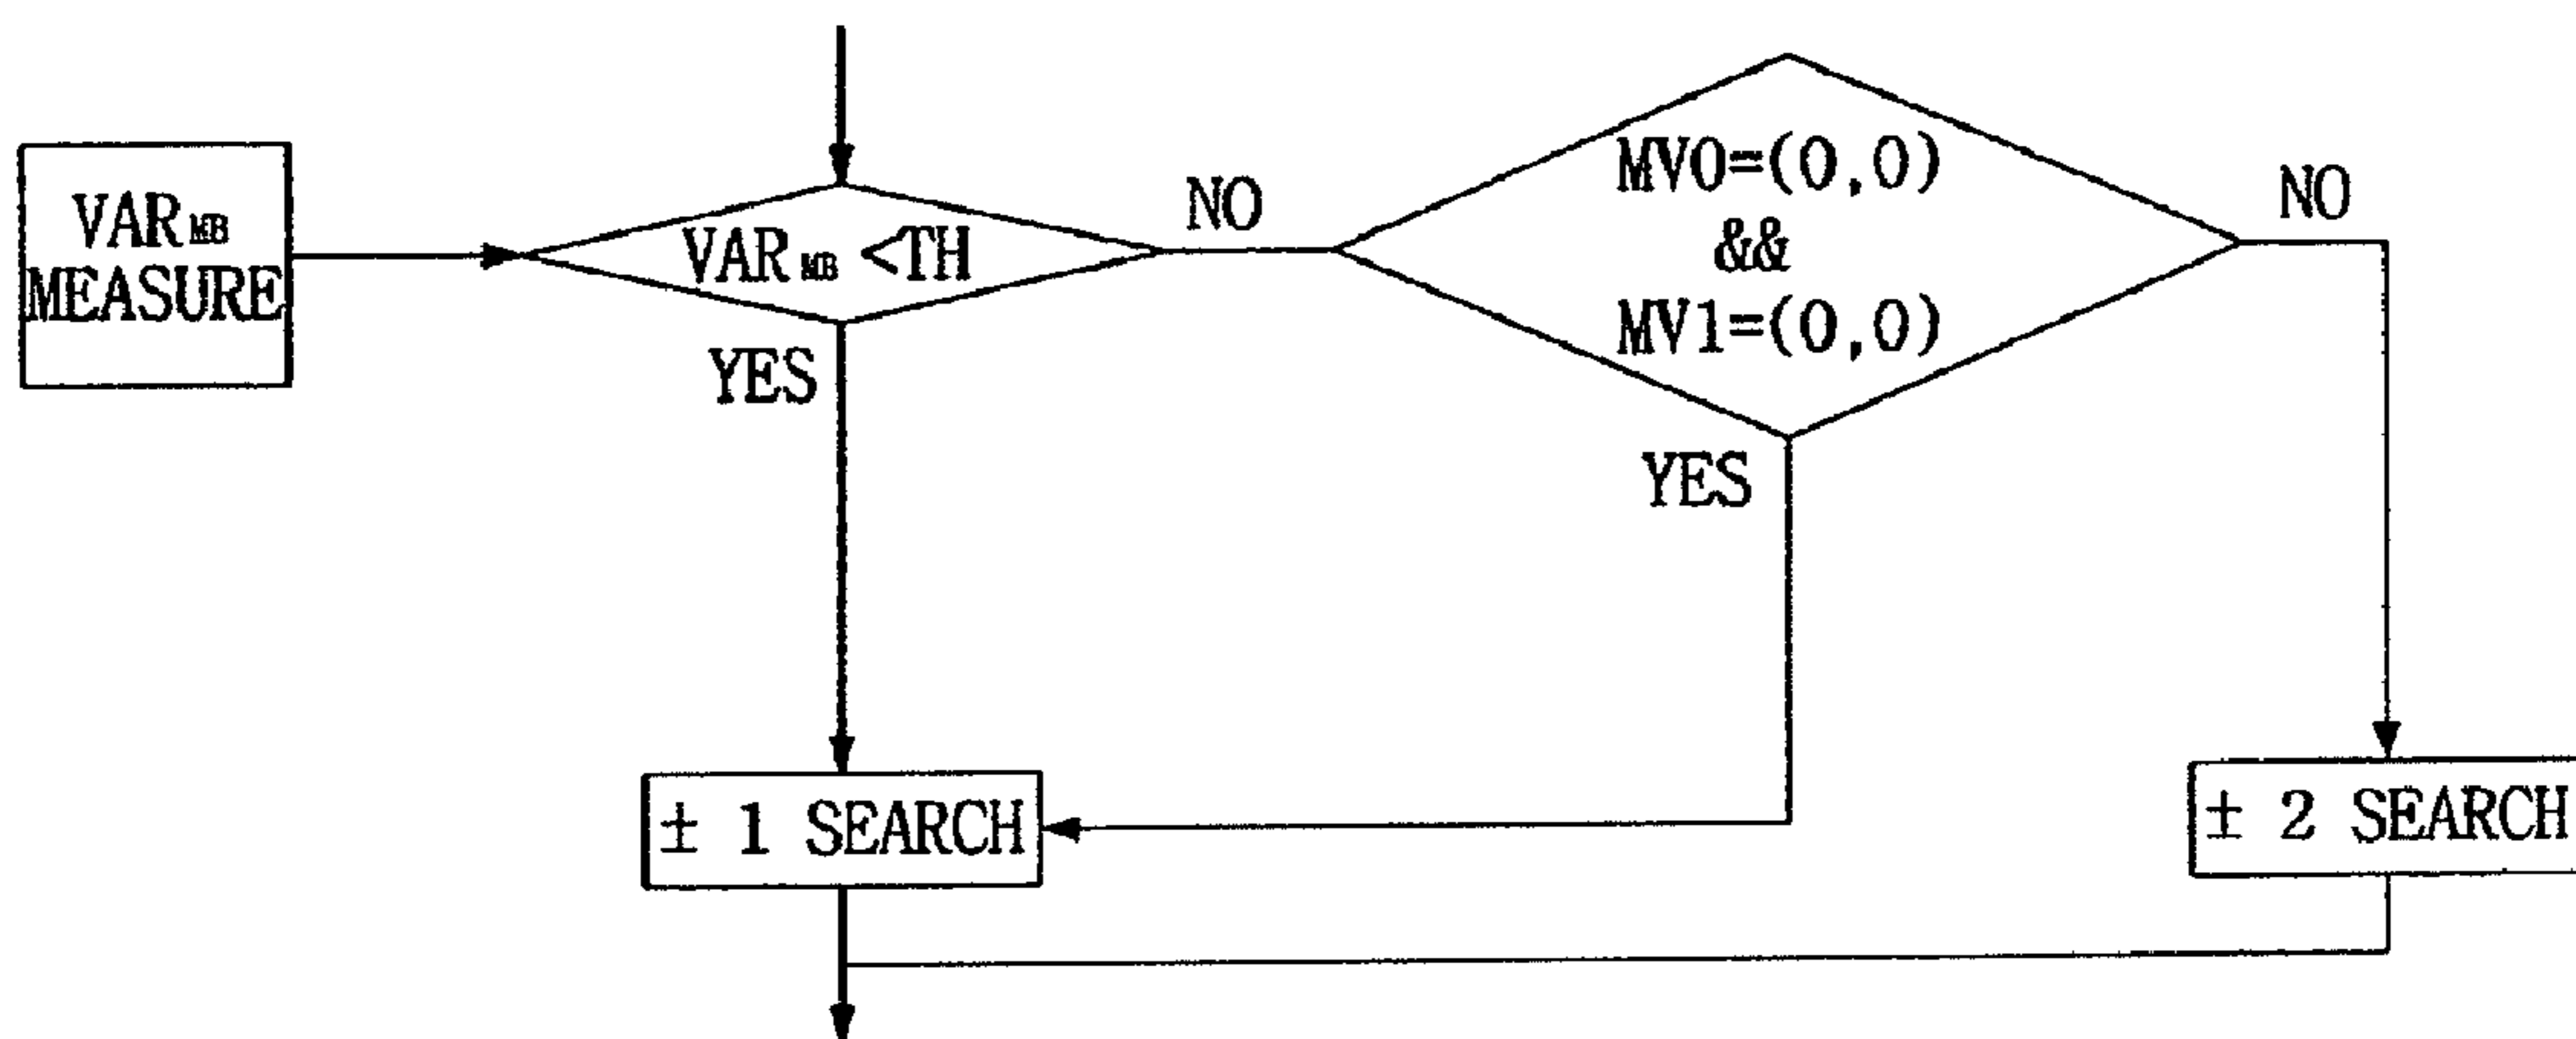 VAR MB
MEASURE
VAR MB <TH
NO
YES
MV0=(0,0)
&&
MV1=(0,0)
NO
YES
± 1 SEARCH
± 2 SEARCH